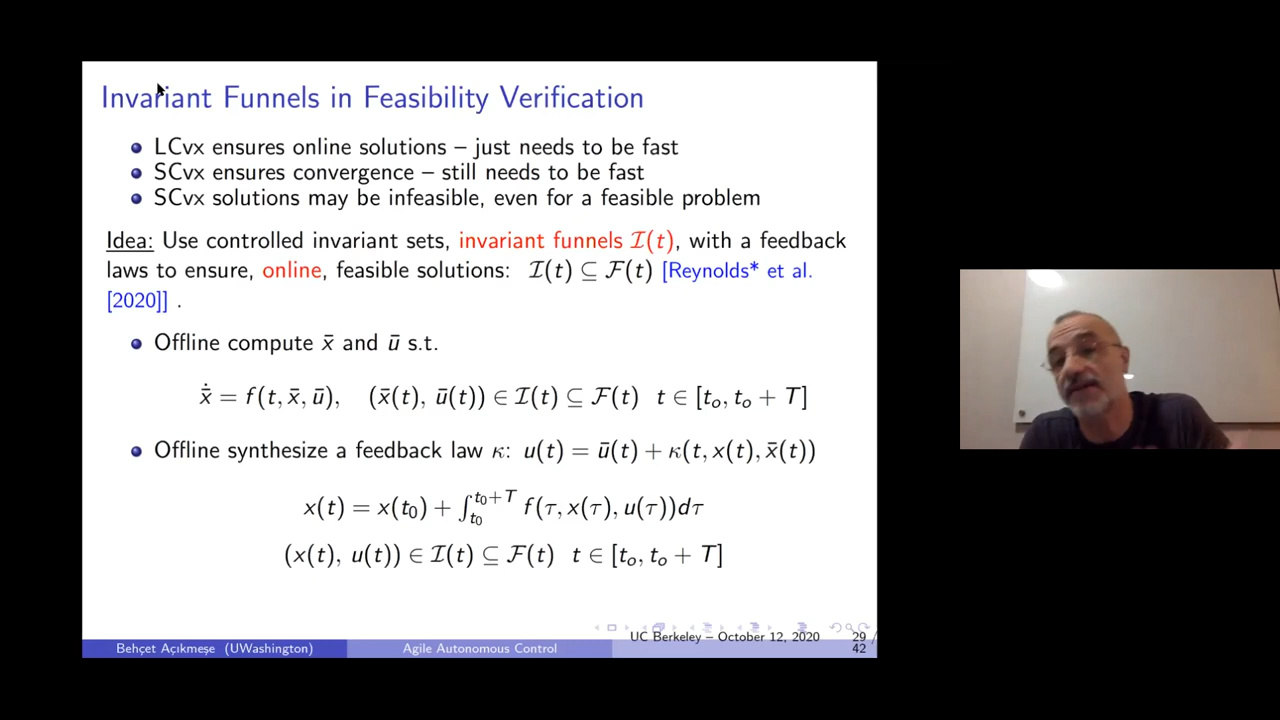 Invariant Funnels in Feasibility Verification
LCvx ensures online solutions – just needs to be fast
SCvx ensures convergence – still needs to be fast
SCvx solutions may be infeasible, even for a feasible problem
Idea: Use controlled invariant sets, invariant funnels ℐ(t), with a feedback
laws to ensure, online, feasible solutions: ℐ(t) ⊆ ℱ(t) [Reynolds* et al.
[2020]] .
Offline compute x̄ and ū s.t.
ẋ̄ = f(t, x̄, ū), (x̄(t), ū(t)) ∈ ℐ(t) ⊆ ℱ(t) t ∈ [t_o, t_o + T]
Offline synthesize a feedback law κ: u(t) = ū(t) + κ(t, x(t), x̄(t))
x(t) = x(t_0) + ∫_{t_0}^{t_0+T} f(τ, x(τ), u(τ))dτ
(x(t), u(t)) ∈ ℐ(t) ⊆ ℱ(t) t ∈ [t_o, t_o + T]
UC Berkeley – October 12, 2020 29 /
Behçet Açıkmeşe (UWashington) Agile Autonomous Control 42